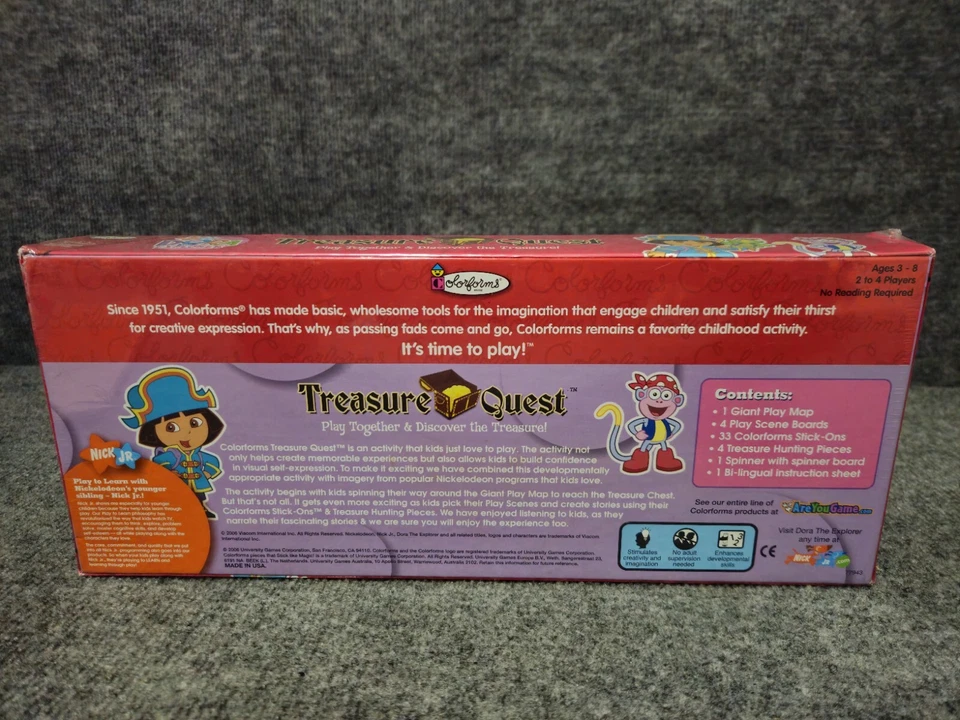 Treasure Quest
Play Together & Discover the Treasure!
Colorforms®
Ages 3 - 8
2 to 4 Players
No Reading Required
Since 1951, Colorforms® has made basic, wholesome tools for the imagination that engage children and satisfy their thirst
for creative expression. That's why, as passing fads come and go, Colorforms remains a favorite childhood activity.
It's time to play!™
Treasure Quest™
Play Together & Discover the Treasure!
Colorforms Treasure Quest™ is an activity that kids just love to play. The activity not
only helps create memorable experiences but also allows kids to build confidence
in visual self-expression. To make it exciting we have combined this developmentally
appropriate activity with imagery from popular Nickelodeon programs that kids love.
The activity begins with kids spinning their way around the Giant Play Map to reach the Treasure Chest.
But that's not all. It gets even more exciting as kids pick their Play Scenes and create stories using their
Colorforms Stick-Ons™ & Treasure Hunting Pieces. We have enjoyed listening to kids, as they
narrate their fascinating stories & we are sure you will enjoy the experience too.
NICK JR.
Play to Learn with
Nickelodeon's younger
sibling – Nick Jr.!
Contents:
• 1 Giant Play Map
• 4 Play Scene Boards
• 33 Colorforms Stick-Ons
• 4 Treasure Hunting Pieces
• 1 Spinner with spinner board
• 1 Bi-lingual instruction sheet
See our entire line of
Colorforms products at
AreYouGame.com
Stimulates
creativity and
imagination
No adult
supervision
needed
Enhances
developmental
skills
CE
Visit Dora The Explorer
any time at
NICK JR
MADE IN USA.